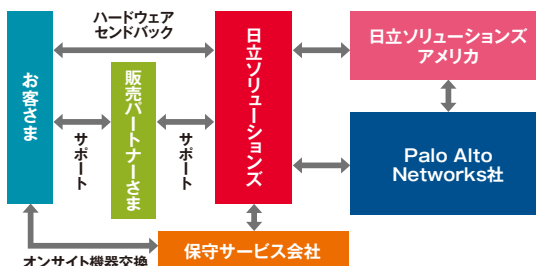 ハードウェア
センドバック
お客さま
サポート
販売パートナーさま
サポート
日立ソリューションズ
日立ソリューションズ
アメリカ
Palo Alto
Networks社
保守サービス会社
オンサイト機器交換